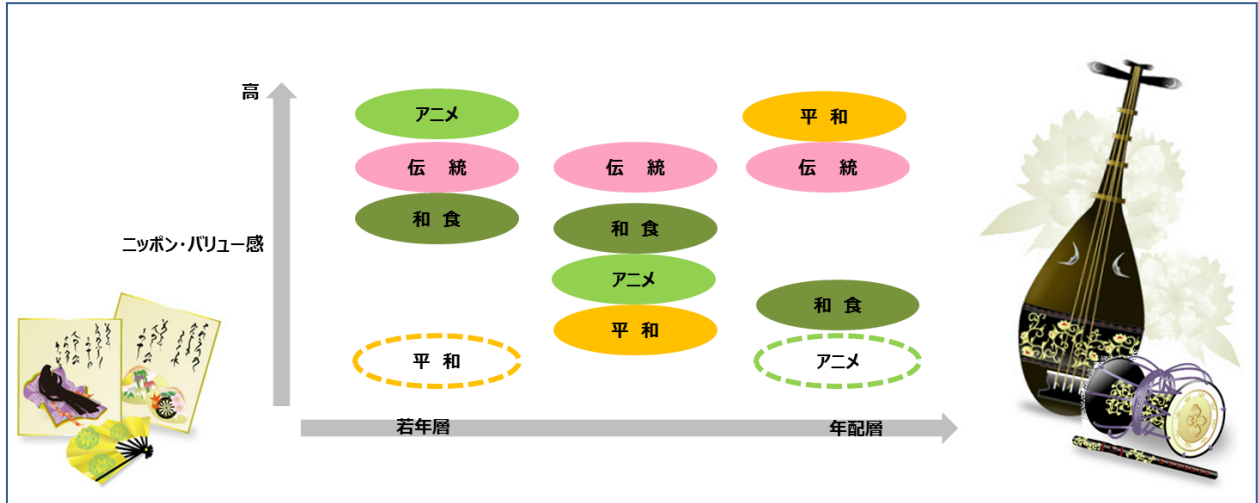 高
アニメ
平 和
伝 統
伝 統
伝 統
和 食
和 食
ニッポン・バリュー感
アニメ
和 食
平 和
平 和
アニメ
若年層
年配層